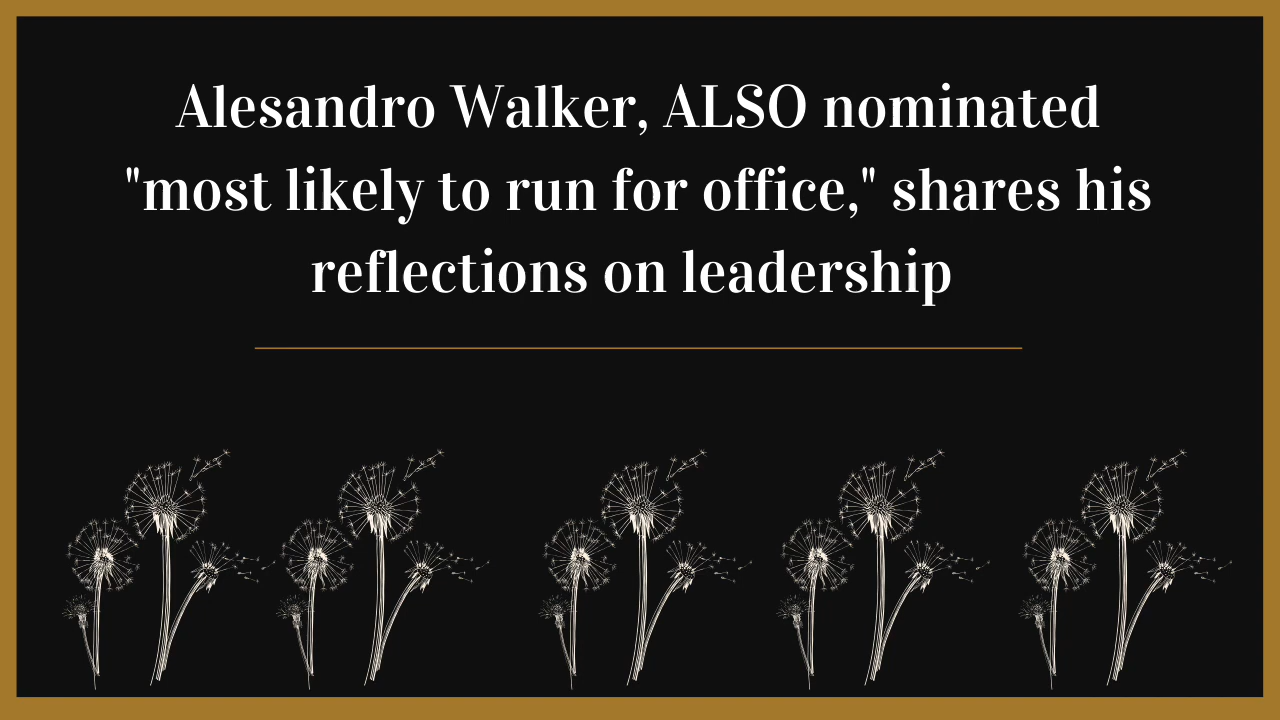 Alesandro Walker, ALSO nominated
"most likely to run for office," shares his
reflections on leadership